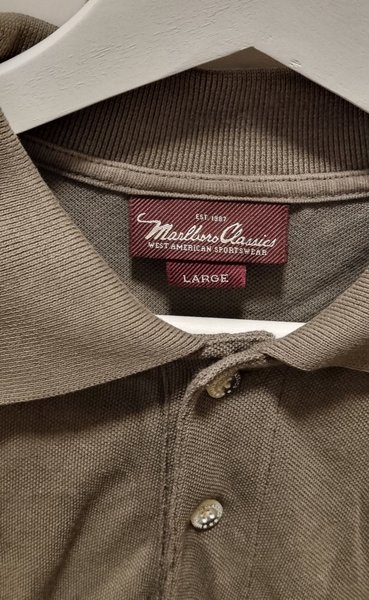 EST. 1987
Marlboro Classics
WEST AMERICAN SPORTSWEAR
LARGE